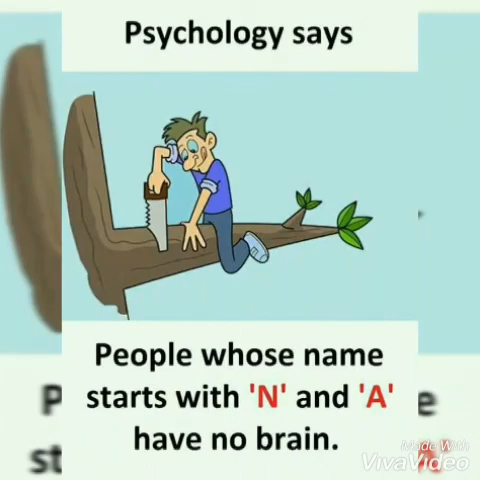 Psychology says
People whose name
starts with 'N' and 'A'
have no brain.
Made With
VivaVideo